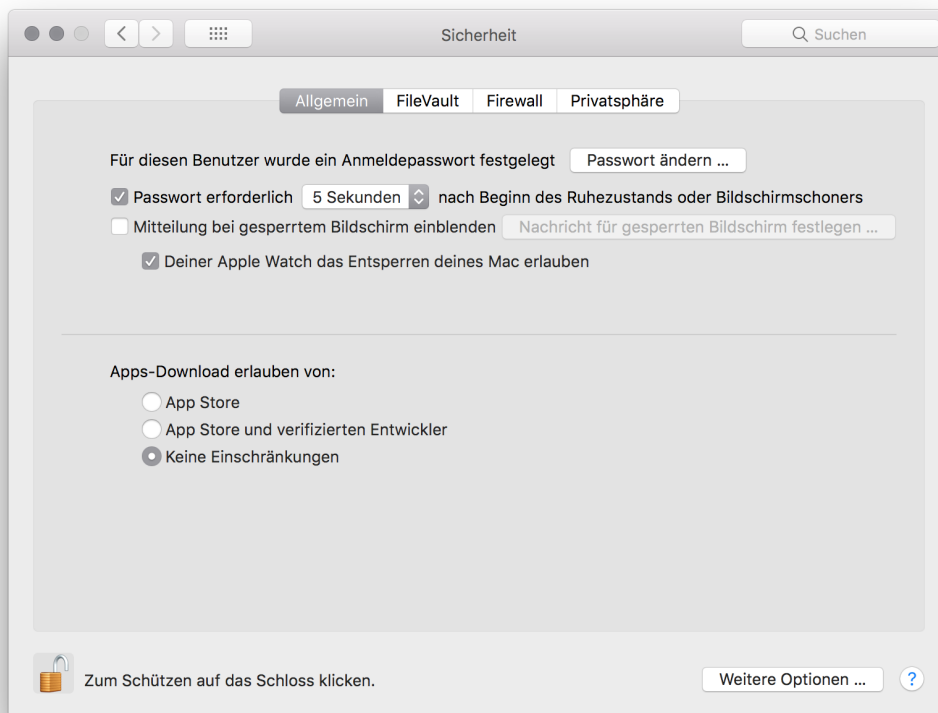 Sicherheit
Suchen
Allgemein FileVault Firewall Privatsphäre
Für diesen Benutzer wurde ein Anmeldepasswort festgelegt Passwort ändern ...
Passwort erforderlich 5 Sekunden nach Beginn des Ruhezustands oder Bildschirmschoners
Mitteilung bei gesperrtem Bildschirm einblenden Nachricht für gesperrten Bildschirm festlegen ...
Deiner Apple Watch das Entsperren deines Mac erlauben
Apps-Download erlauben von:
App Store
App Store und verifizierten Entwickler
Keine Einschränkungen
Zum Schützen auf das Schloss klicken. Weitere Optionen ... ?